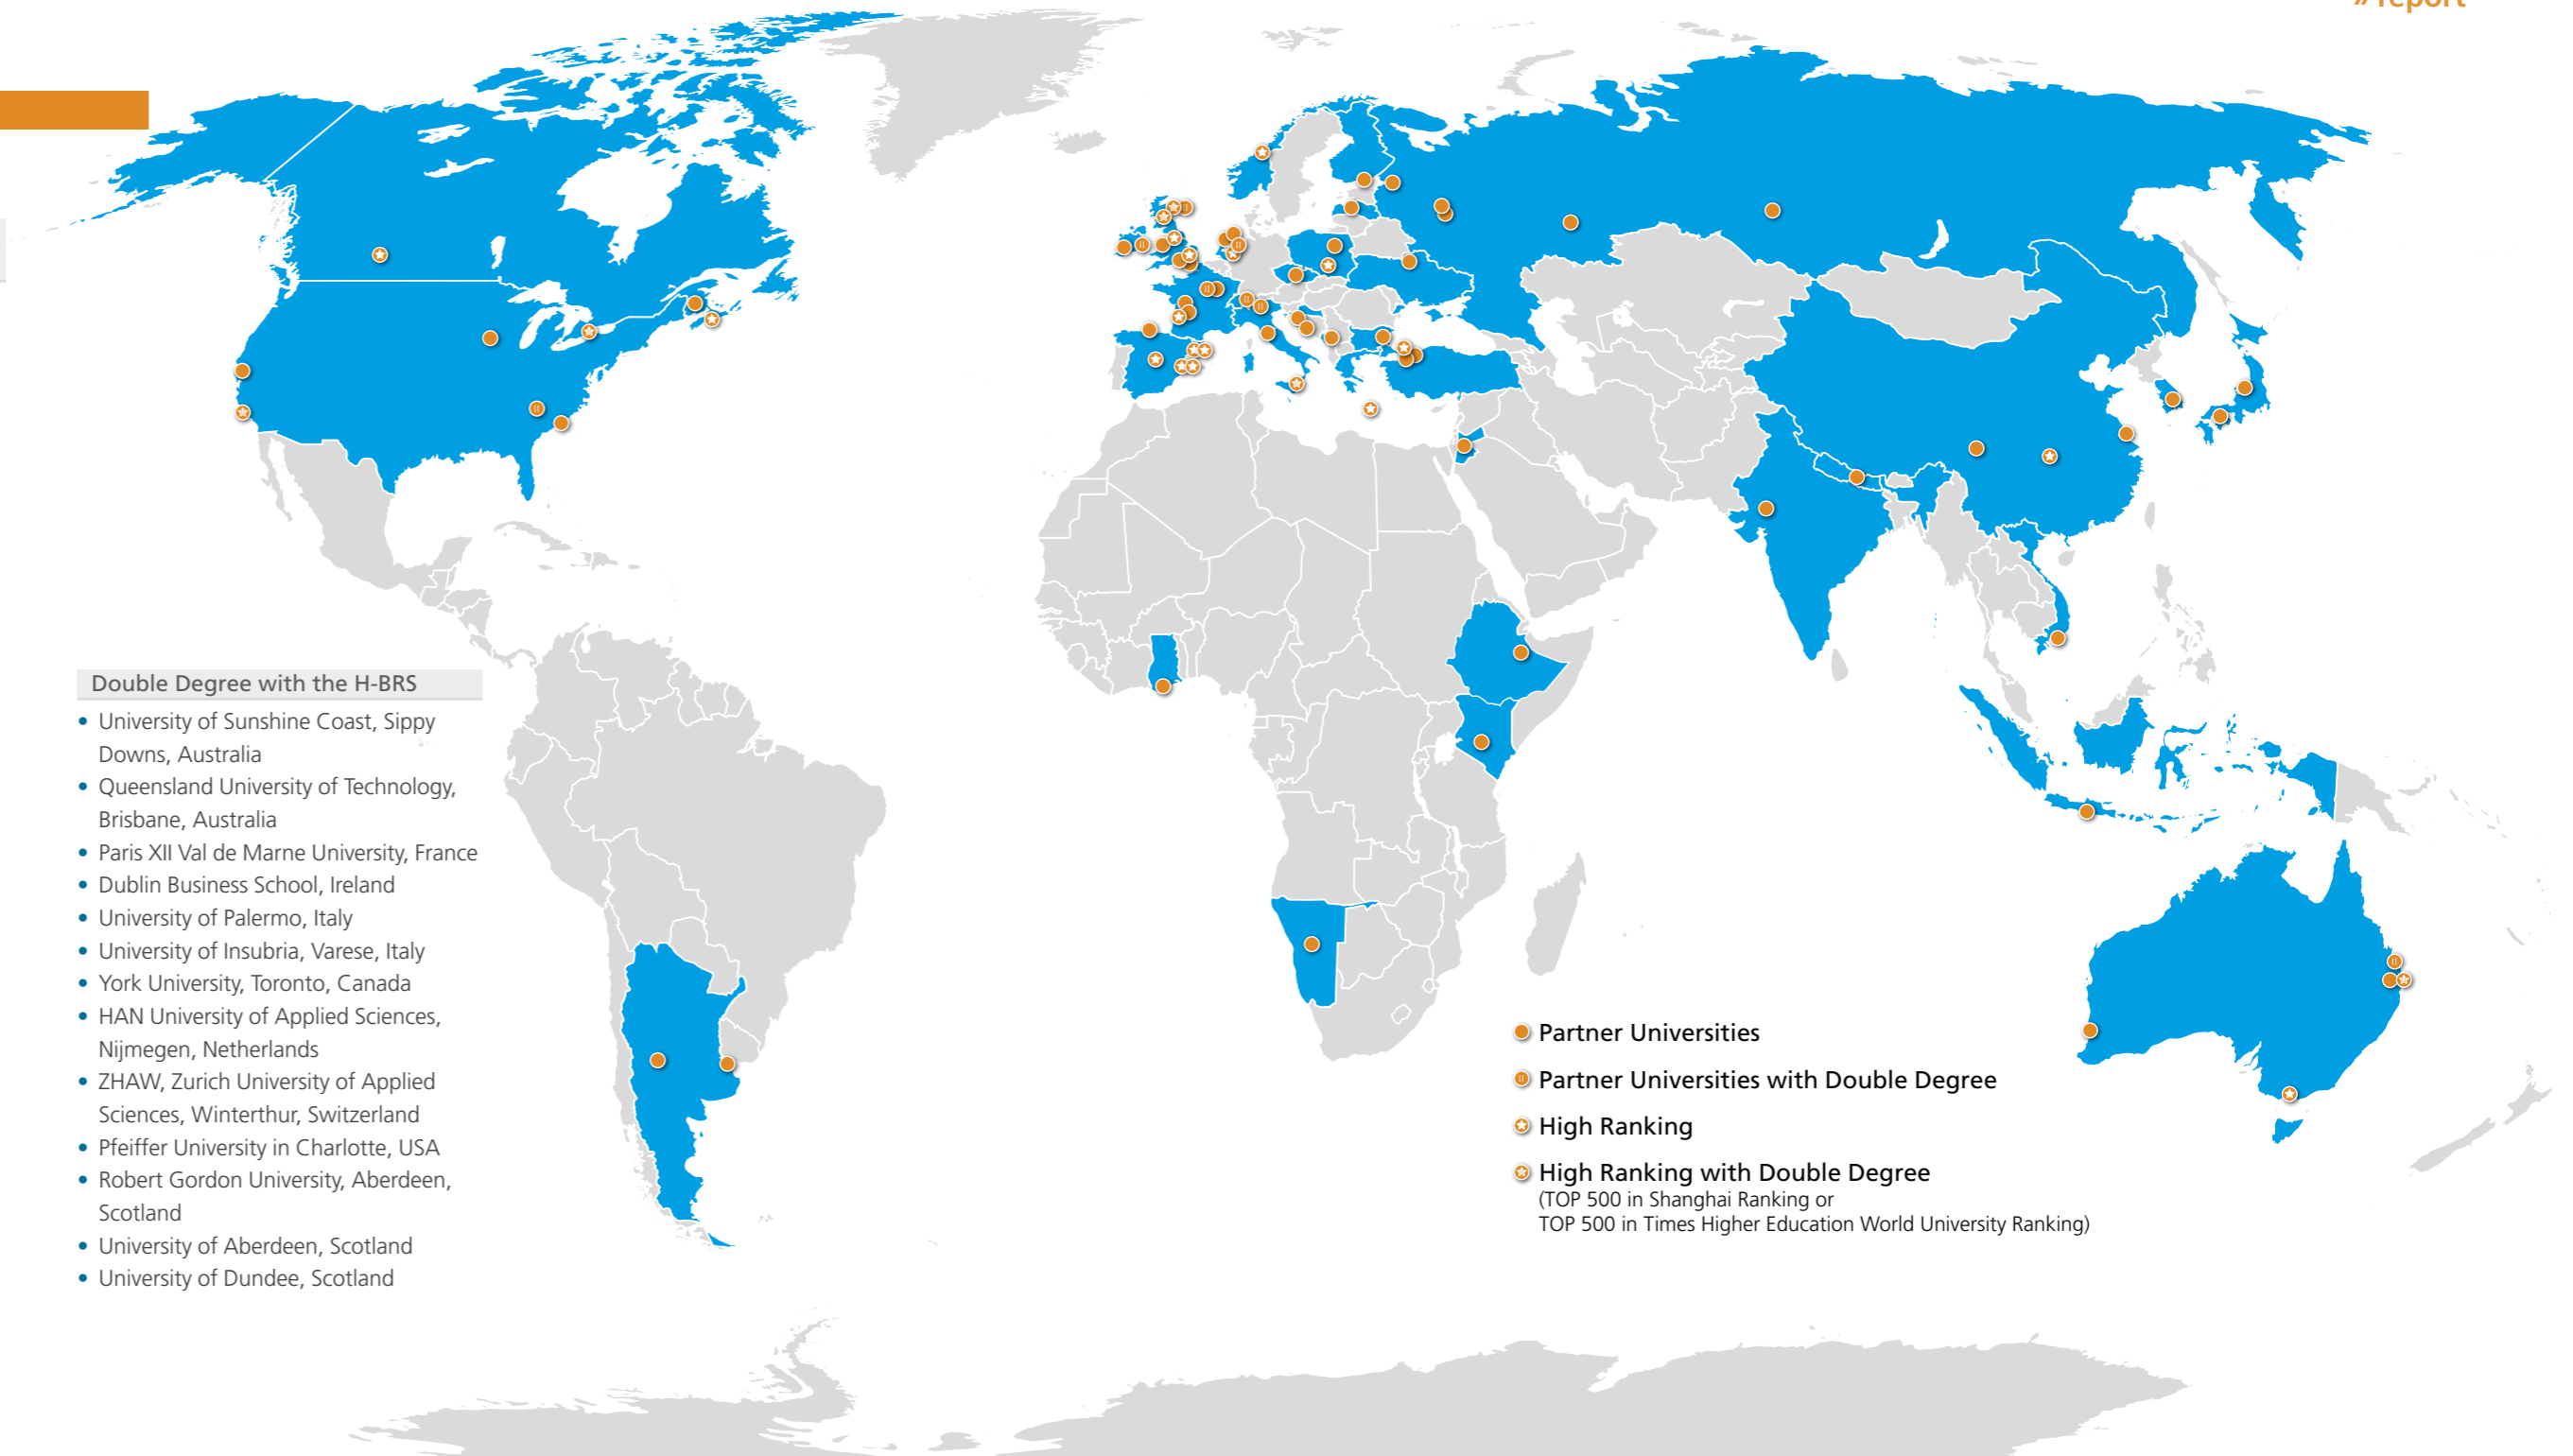 » report
Double Degree with the H-BRS
• University of Sunshine Coast, Sippy
Downs, Australia
• Queensland University of Technology,
Brisbane, Australia
• Paris XII Val de Marne University, France
• Dublin Business School, Ireland
• University of Palermo, Italy
• University of Insubria, Varese, Italy
• York University, Toronto, Canada
• HAN University of Applied Sciences,
Nijmegen, Netherlands
• ZHAW, Zurich University of Applied
Sciences, Winterthur, Switzerland
• Pfeiffer University in Charlotte, USA
• Robert Gordon University, Aberdeen,
Scotland
• University of Aberdeen, Scotland
• University of Dundee, Scotland
Partner Universities
Partner Universities with Double Degree
High Ranking
High Ranking with Double Degree
(TOP 500 in Shanghai Ranking or
TOP 500 in Times Higher Education World University Ranking)